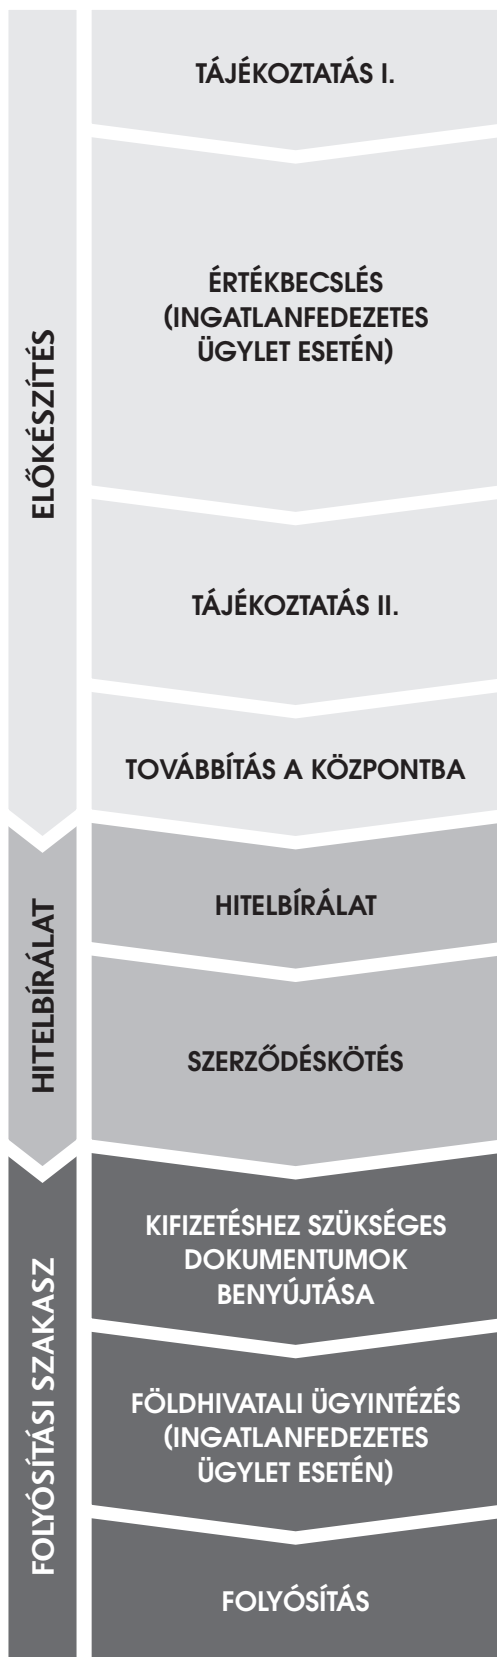 ELŐKÉSZÍTÉS
TÁJÉKOZTATÁS I.
ÉRTÉKBECSLÉS
(INGATLANFEDEZETES
ÜGYLET ESETÉN)
TÁJÉKOZTATÁS II.
TOVÁBBÍTÁS A KÖZPONTBA
HITELBÍRÁLAT
HITELBÍRÁLAT
SZERZŐDÉSKÖTÉS
FOLYÓSÍTÁSI SZAKASZ
KIFIZETÉSHEZ SZÜKSÉGES
DOKUMENTUMOK
BENYÚJTÁSA
FÖLDHIVATALI ÜGYINTÉZÉS
(INGATLANFEDEZETES
ÜGYLET ESETÉN)
FOLYÓSÍTÁS